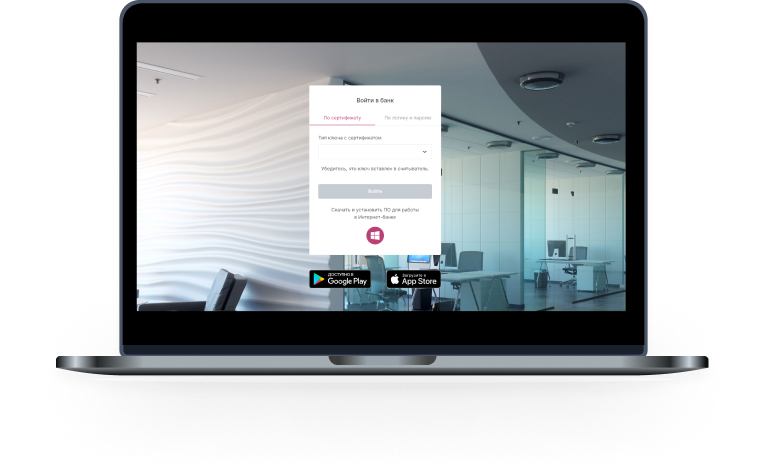 Войти в банк
По сертификату
По логину и паролю
Тип ключа с сертификатом
Убедитесь, что ключ вставлен в считыватель.
Войти
Скачать и установить ПО для работы
в Интернет-банке
ДОСТУПНО В
Google Play
Загрузите в
App Store